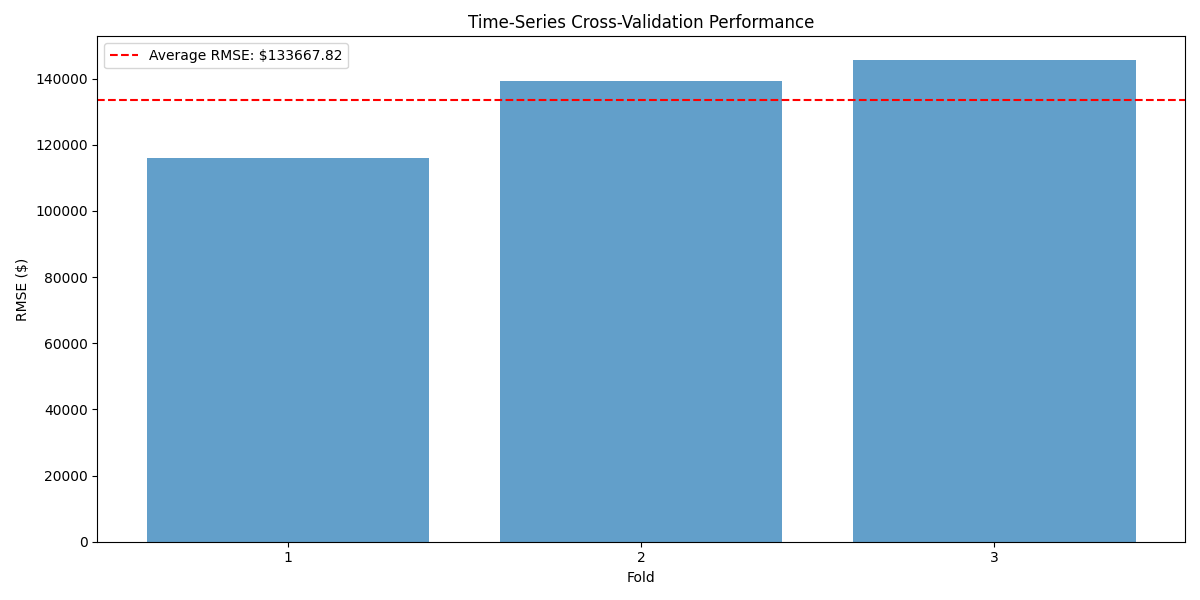 Time-Series Cross-Validation Performance
Average RMSE: $133667.82
140000
120000
100000
80000
60000
40000
20000
0
RMSE ($)
1
2
3
Fold